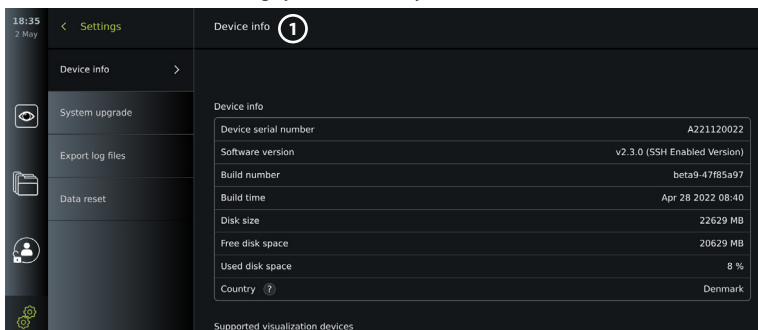 18:35
2 May
Settings
Device info
1
Device info
System upgrade
Export log files
Data reset
Device info
Device serial number A221120022
Software version v2.3.0 (SSH Enabled Version)
Build number beta9-47f85a97
Build time Apr 28 2022 08:40
Disk size 22629 MB
Free disk space 20629 MB
Used disk space 8 %
Country ? Denmark
Supported visualization devices